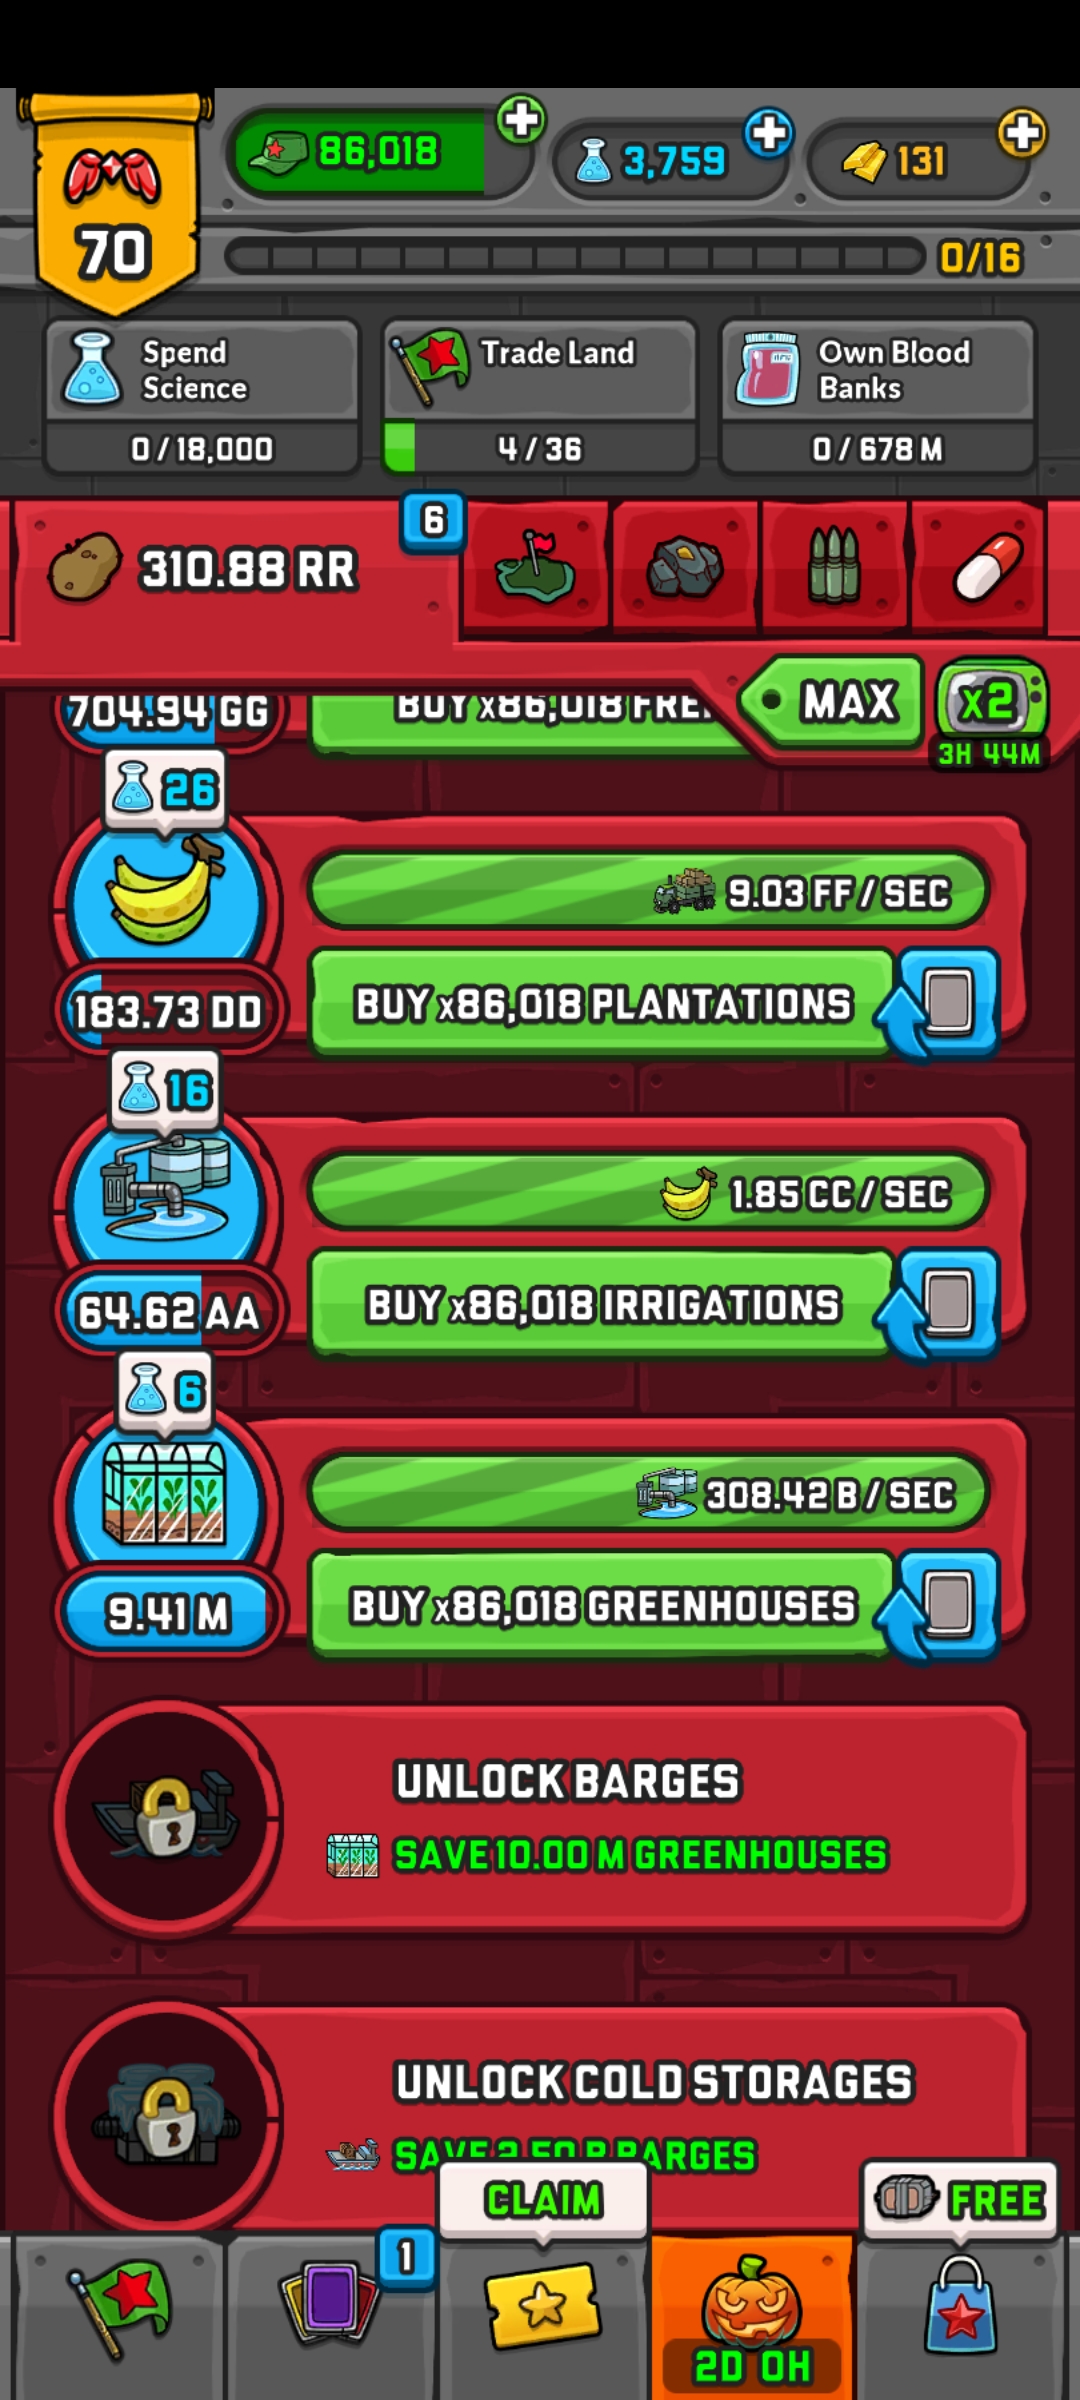 86,018
3,759
131
70
0/16
Spend
Science
0 / 18,000
Trade Land
4 / 36
Own Blood
Banks
0 / 678 M
310.88 RR
6
MAX
x2
3H 44M
704.94 GG
BUY x86,018
26
9.03 FF / SEC
183.73 DD
BUY x86,018 PLANTATIONS
16
1.85 CC / SEC
64.62 AA
BUY x86,018 IRRIGATIONS
6
308.42 B / SEC
9.41 M
BUY x86,018 GREENHOUSES
UNLOCK BARGES
SAVE 10.00 M GREENHOUSES
UNLOCK COLD STORAGES
SAVE 2.50 B BARGES
CLAIM
FREE
1
2D 0H